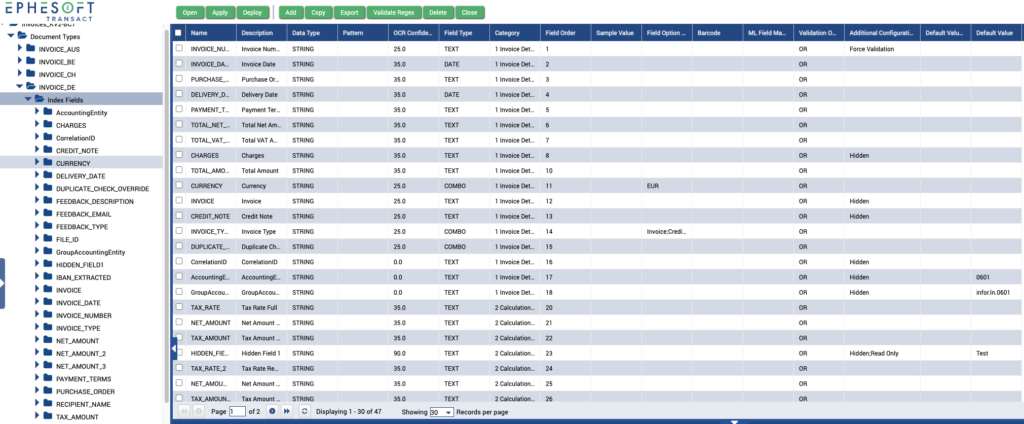 EPHESOFT
TRANSACT
Open Apply Deploy Add Copy Export Validate Regex Delete Close
Document Types
INVOICE_AUS
INVOICE_BE
INVOICE_CH
INVOICE_DE
Index Fields
AccountingEntity
CHARGES
CorrelationID
CREDIT_NOTE
CURRENCY
DELIVERY_DATE
DUPLICATE_CHECK_OVERRIDE
FEEDBACK_DESCRIPTION
FEEDBACK_EMAIL
FEEDBACK_TYPE
FILE_ID
GroupAccountingEntity
HIDDEN_FIELD1
IBAN_EXTRACTED
INVOICE
INVOICE_DATE
INVOICE_NUMBER
INVOICE_TYPE
NET_AMOUNT
NET_AMOUNT_2
NET_AMOUNT_3
PAYMENT_TERMS
PURCHASE_ORDER
RECIPIENT_NAME
TAX_AMOUNT
Name Description Data Type Pattern OCR Confide... Field Type Category Field Order Sample Value Field Option ... Barcode ML Field Ma... Validation O... Additional Configurati... Default Valu... Default Value
INVOICE_NU... Invoice Num... STRING 25.0 TEXT 1 Invoice Det... 1 OR Force Validation
INVOICE_DA... Invoice Date STRING 35.0 DATE 1 Invoice Det... 2 OR
PURCHASE_... Purchase Or... STRING 35.0 TEXT 1 Invoice Det... 3 OR
DELIVERY_D... Delivery Date STRING 35.0 DATE 1 Invoice Det... 4 OR
PAYMENT_T... Payment Ter... STRING 35.0 TEXT 1 Invoice Det... 5 OR
TOTAL_NET_... Total Net Am... STRING 35.0 TEXT 1 Invoice Det... 6 OR
TOTAL_VAT_... Total VAT A... STRING 35.0 TEXT 1 Invoice Det... 7 OR
CHARGES Charges STRING 35.0 TEXT 1 Invoice Det... 8 OR Hidden
TOTAL_AMO... Total Amount STRING 35.0 TEXT 1 Invoice Det... 10 OR
CURRENCY Currency STRING 25.0 COMBO 1 Invoice Det... 11 EUR OR
INVOICE Invoice STRING 25.0 TEXT 1 Invoice Det... 12 OR Hidden
CREDIT_NOTE Credit Note STRING 25.0 TEXT 1 Invoice Det... 13 OR Hidden
INVOICE_TY... Invoice Type STRING 25.0 COMBO 1 Invoice Det... 14 Invoice;Credi... OR
DUPLICATE_... Duplicate Ch... STRING 25.0 COMBO 1 Invoice Det... 15 OR
CorrelationID CorrelationID STRING 0.0 TEXT 1 Invoice Det... 16 OR Hidden
AccountingE... AccountingE... STRING 0.0 TEXT 1 Invoice Det... 17 OR Hidden 0601
GroupAccou... GroupAccou... STRING 0.0 TEXT 1 Invoice Det... 18 OR Hidden infor.ln.0601
TAX_RATE Tax Rate Full STRING 35.0 TEXT 2 Calculation... 20 OR
NET_AMOUNT Net Amount ... STRING 35.0 TEXT 2 Calculation... 21 OR
TAX_AMOUNT Tax Amount ... STRING 35.0 TEXT 2 Calculation... 22 OR
HIDDEN_FIE... Hidden Field 1 STRING 90.0 TEXT 2 Calculation... 23 OR Hidden;Read Only Test
TAX_RATE_2 Tax Rate Re... STRING 35.0 TEXT 2 Calculation... 24 OR
NET_AMOU... Net Amount ... STRING 35.0 TEXT 2 Calculation... 25 OR
TAX_AMOU... Tax Amount ... STRING 35.0 TEXT 2 Calculation... 26 OR
Page 1 of 2 Displaying 1 - 30 of 47 Showing 30 Records per page